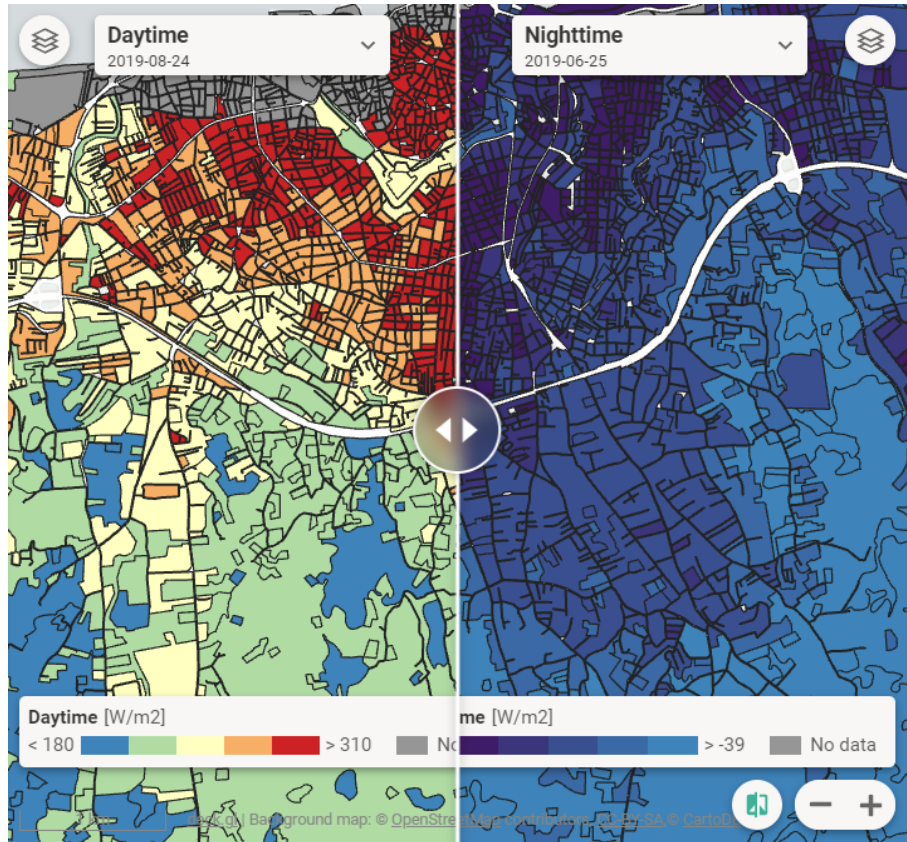 Daytime
2019-08-24
Nighttime
2019-06-25
Daytime [W/m2]
< 180
> 310
No
me [W/m2]
> -39
No data
deck.gl | Background map: © OpenStreetMap contributors, CC-BY-SA, © CartoD